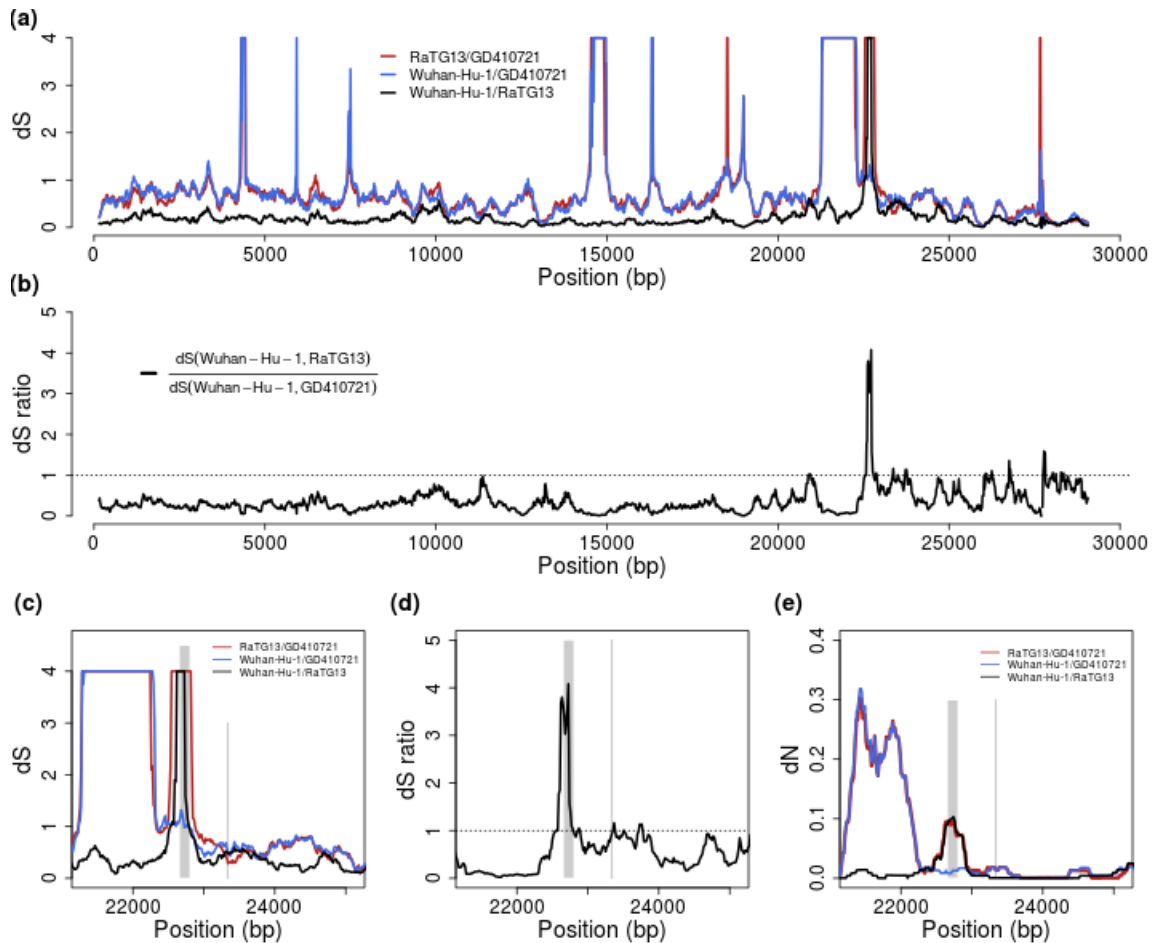 (a)
4
3
2
1
0
dS
RaTG13/GD410721
Wuhan-Hu-1/GD410721
Wuhan-Hu-1/RaTG13
0 5000 10000 15000 20000 25000 30000
Position (bp)
(b)
5
4
3
2
1
0
dS ratio
dS(Wuhan−Hu−1, RaTG13)
dS(Wuhan−Hu−1, GD410721)
0 5000 10000 15000 20000 25000 30000
Position (bp)
(c)
4
3
2
1
0
dS
RaTG13/GD410721
Wuhan-Hu-1/GD410721
Wuhan-Hu-1/RaTG13
22000 24000
Position (bp)
(d)
5
4
3
2
1
0
dS ratio
22000 24000
Position (bp)
(e)
0.4
0.3
0.2
0.1
0.0
dN
RaTG13/GD410721
Wuhan-Hu-1/GD410721
Wuhan-Hu-1/RaTG13
22000 24000
Position (bp)